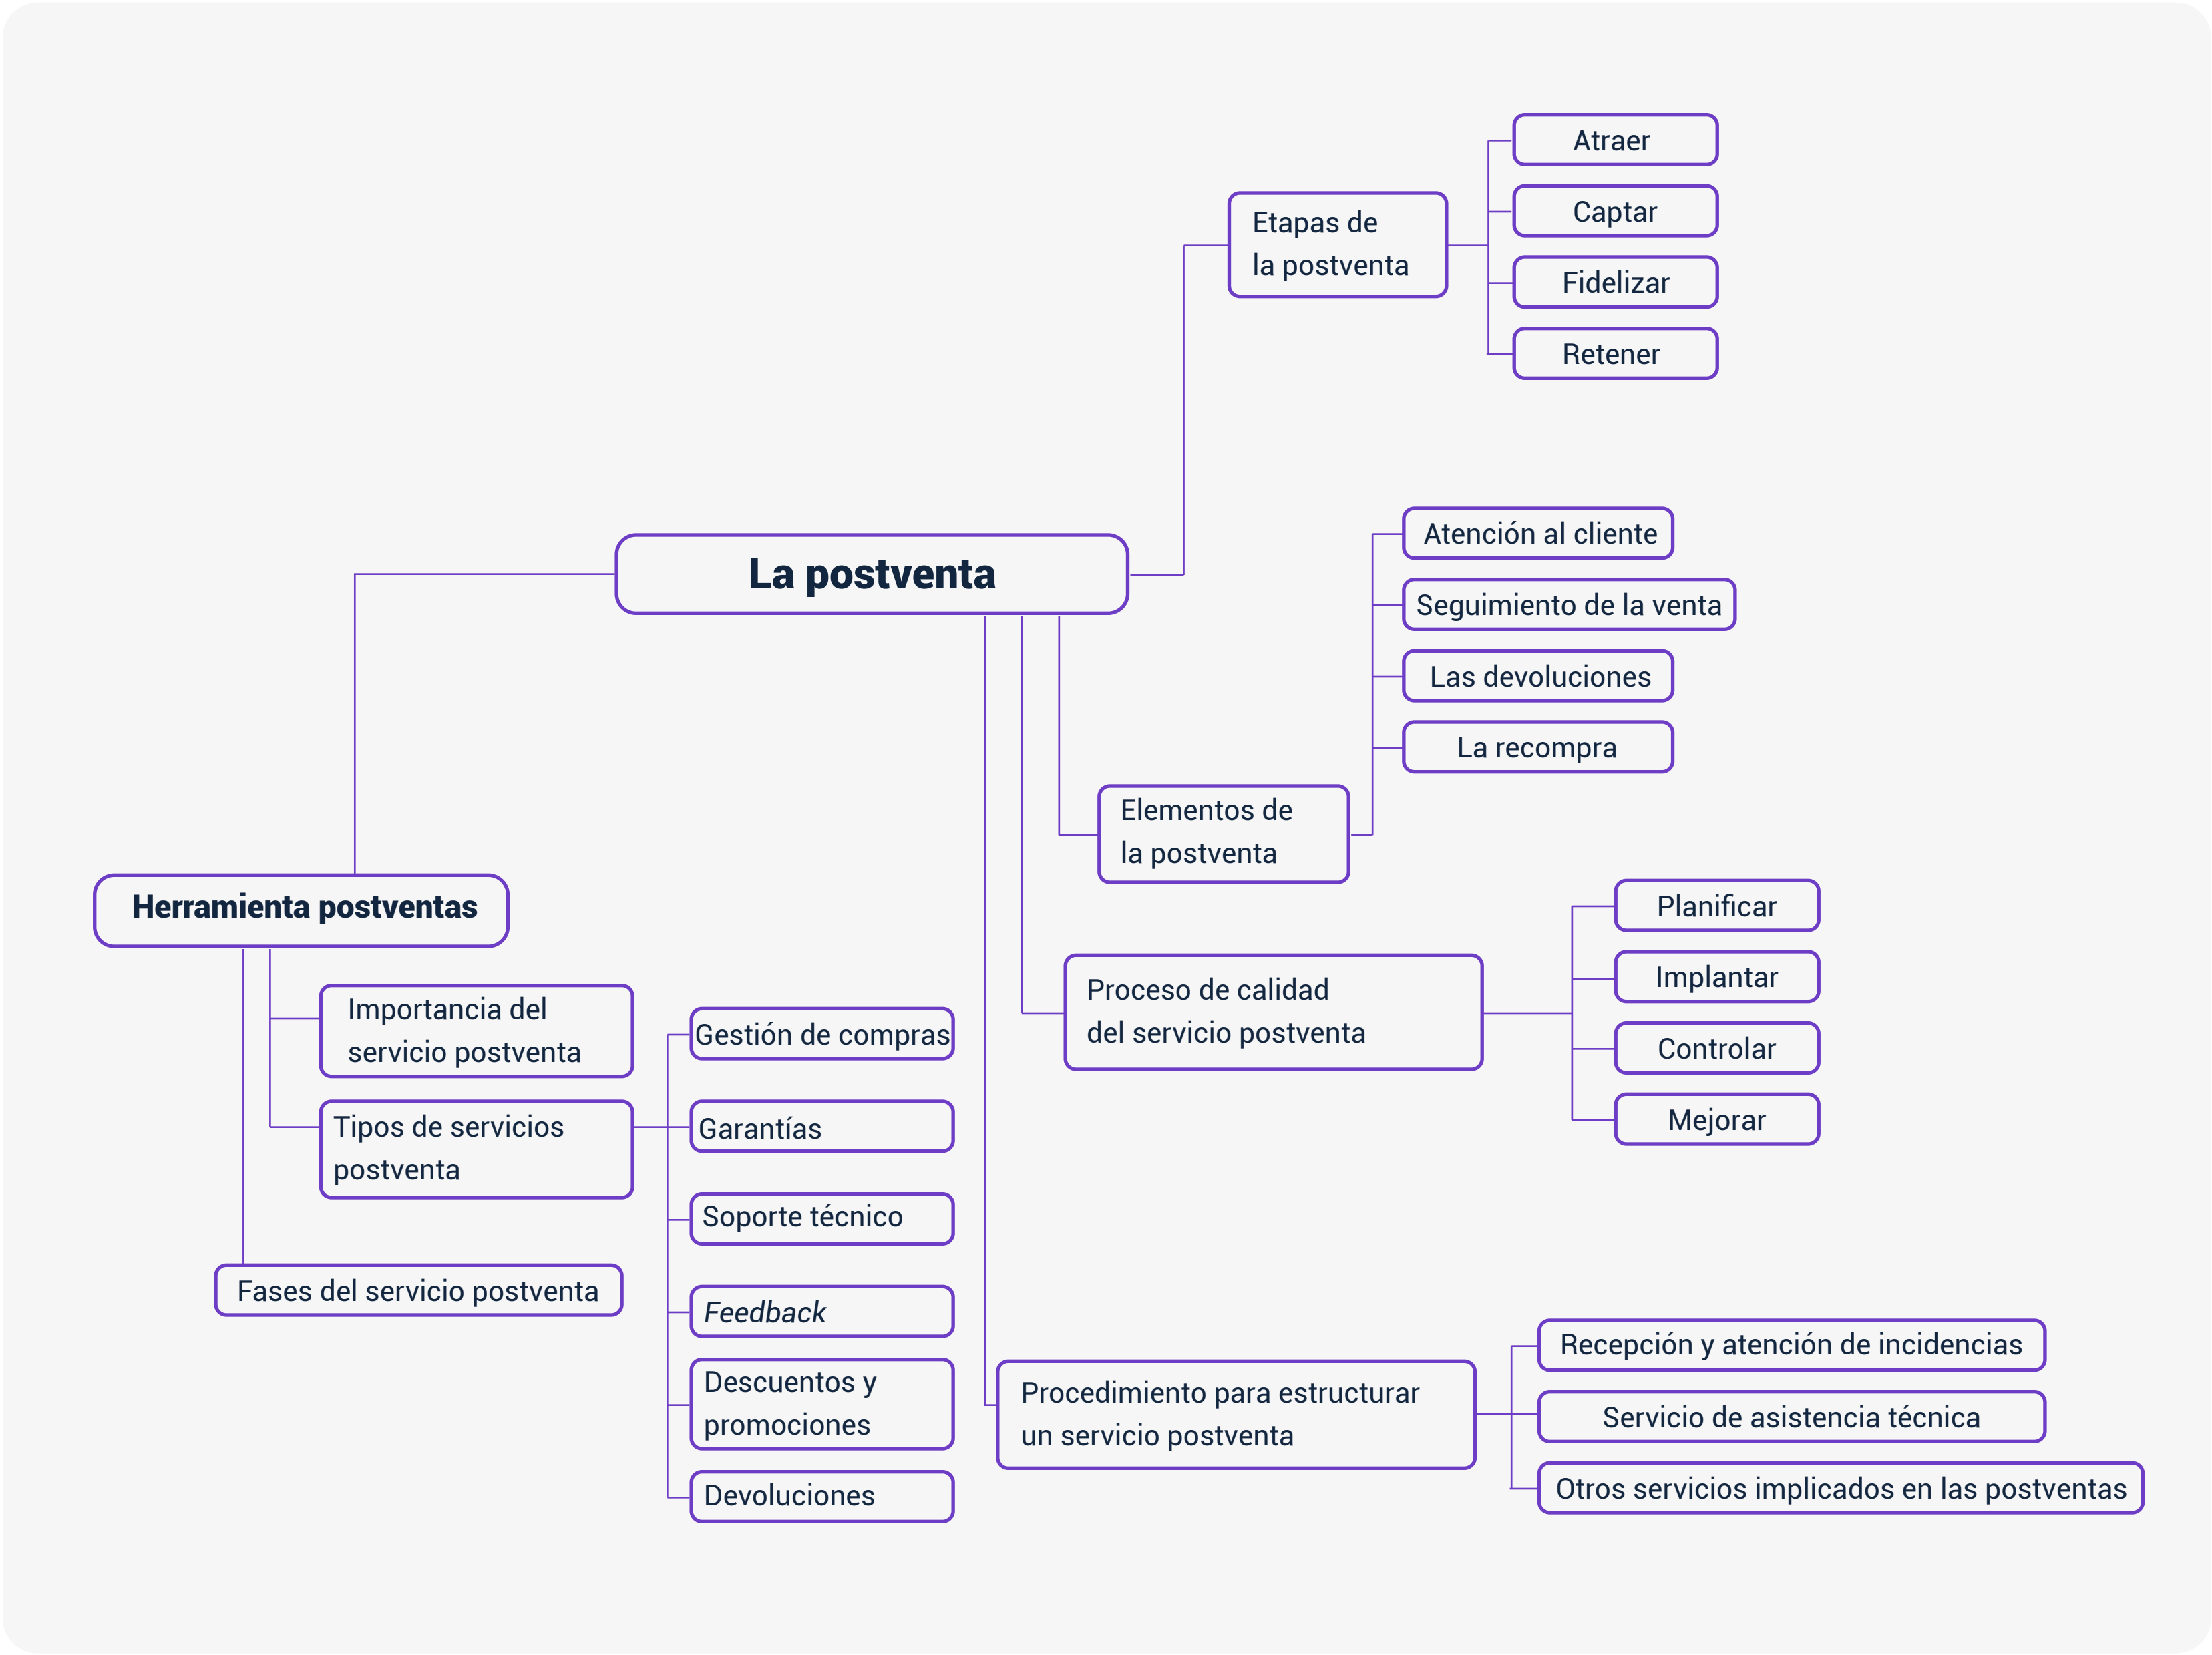 Atraer
Captar
Etapas de
la postventa
Fidelizar
Retener
Atención al cliente
La postventa
Seguimiento de la venta
Las devoluciones
La recompra
Elementos de
la postventa
Herramienta postventas
Planificar
Implantar
Proceso de calidad
del servicio postventa
Controlar
Mejorar
Importancia del
servicio postventa
Gestión de compras
Tipos de servicios
postventa
Garantías
Soporte técnico
Fases del servicio postventa
Feedback
Descuentos y
promociones
Devoluciones
Procedimiento para estructurar
un servicio postventa
Recepción y atención de incidencias
Servicio de asistencia técnica
Otros servicios implicados en las postventas